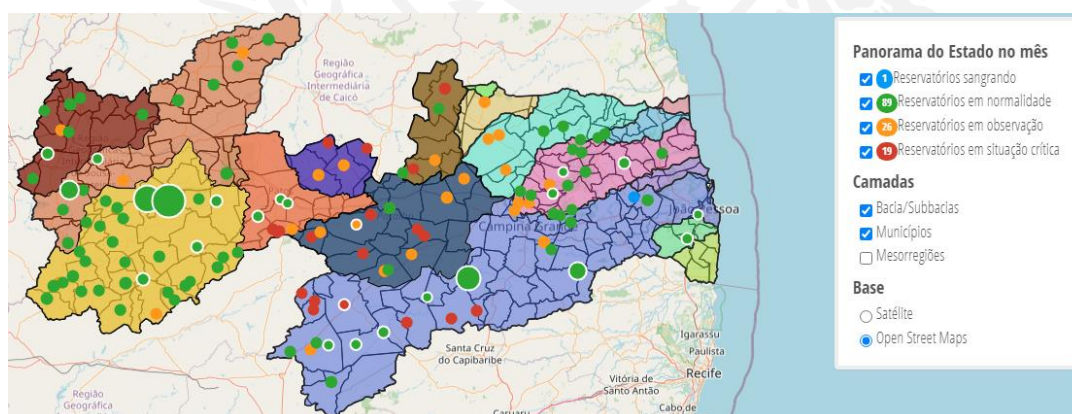 Panorama do Estado no mês
1 Reservatórios sangrando
89 Reservatórios em normalidade
26 Reservatórios em observação
19 Reservatórios em situação crítica
Camadas
Bacia/Subbacias
Municípios
Mesorregiões
Base
Satélite
Open Street Maps
Região
Geográfica
Intermediária
de Caicó
João Pessoa
Campina Grande
Santa Cruz
do Capibaribe
Igarassu
Paulista
Recife
Vitória de
Santo Antão
Cabo de
Caruaru
Região
Geográfica